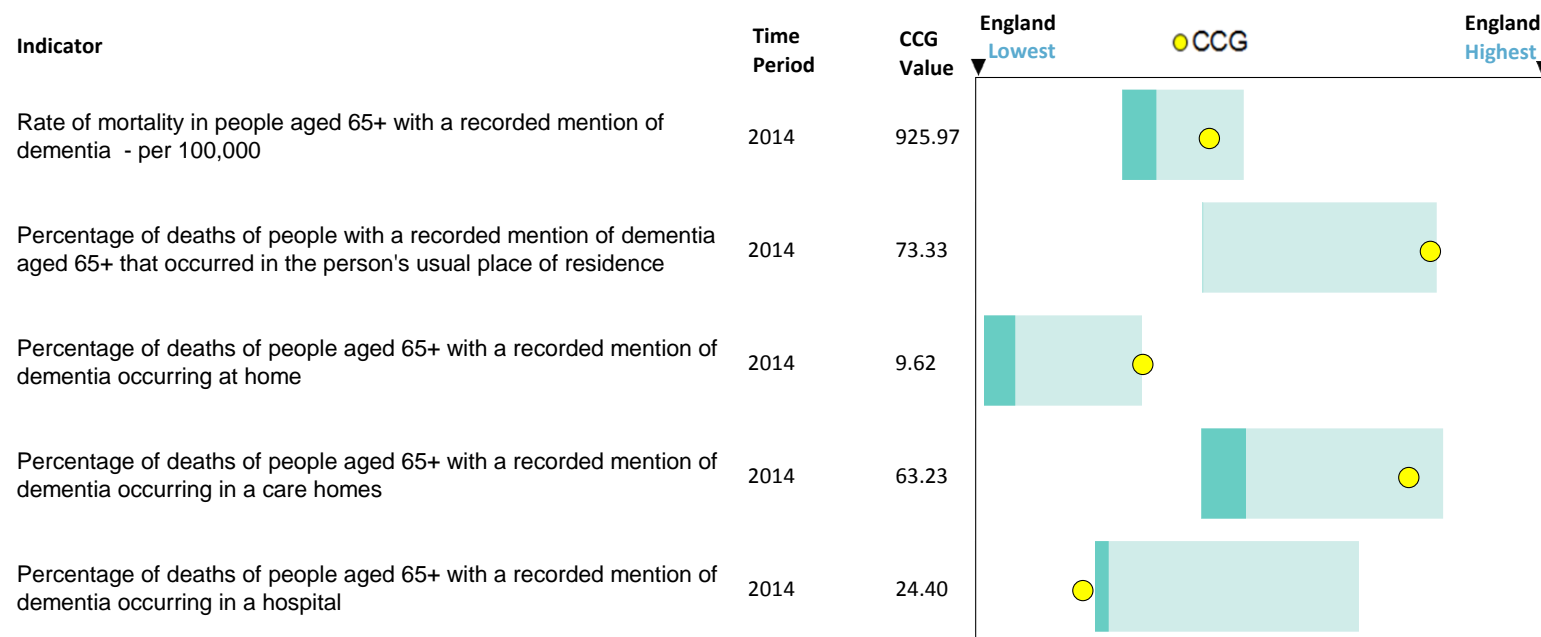 Indicator
Time Period
CCG Value
England Lowest
CCG
England Highest
Rate of mortality in people aged 65+ with a recorded mention of
dementia - per 100,000
2014
925.97
Percentage of deaths of people with a recorded mention of dementia
aged 65+ that occurred in the person's usual place of residence
2014
73.33
Percentage of deaths of people aged 65+ with a recorded mention of
dementia occurring at home
2014
9.62
Percentage of deaths of people aged 65+ with a recorded mention of
dementia occurring in a care homes
2014
63.23
Percentage of deaths of people aged 65+ with a recorded mention of
dementia occurring in a hospital
2014
24.40